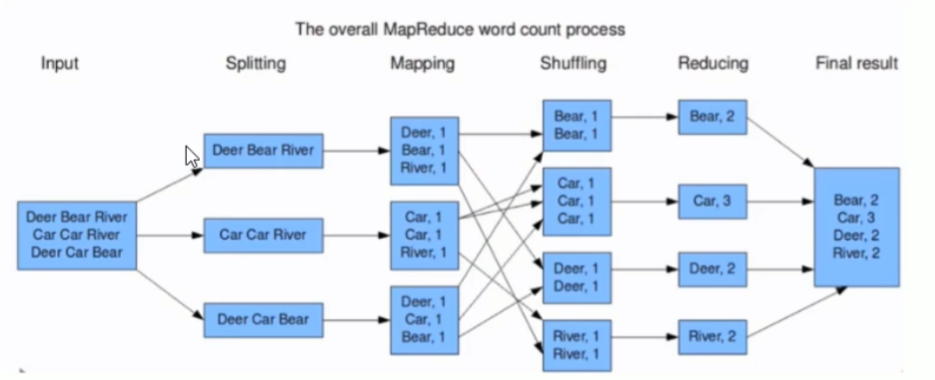 The overall MapReduce word count process
Input
Splitting
Mapping
Shuffling
Reducing
Final result
Deer Bear River
Car Car River
Deer Car Bear
Deer Bear River
Car Car River
Deer Car Bear
Deer, 1
Bear, 1
River, 1
Car, 1
Car, 1
River, 1
Deer, 1
Car, 1
Bear, 1
Bear, 1
Bear, 1
Car, 1
Car, 1
Car, 1
Deer, 1
Deer, 1
River, 1
River, 1
Bear, 2
Car, 3
Deer, 2
River, 2
Bear, 2
Car, 3
Deer, 2
River, 2